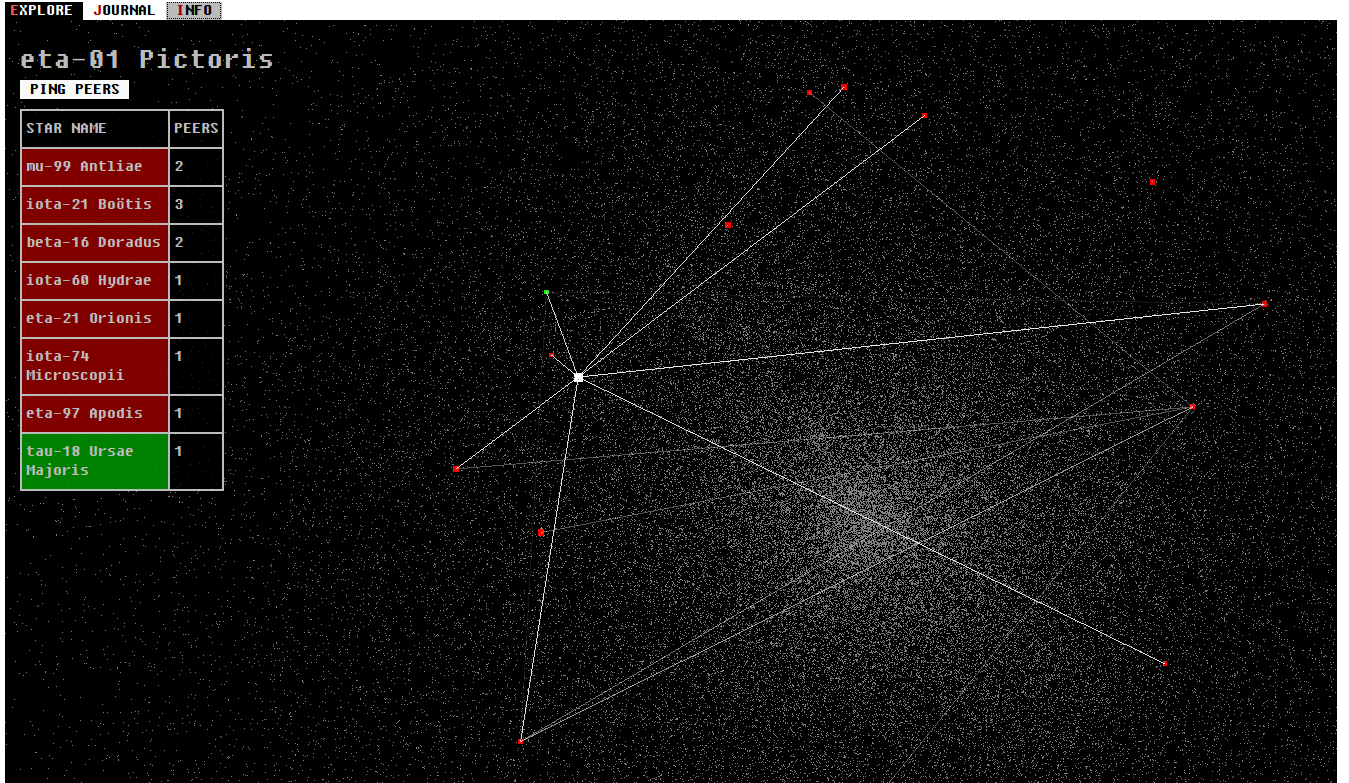 EXPLORE JOURNAL INFO
eta-01 Pictoris
PING PEERS
STAR NAME PEERS
mu-99 Antliae 2
iota-21 Boötis 3
beta-16 Doradus 2
iota-60 Hydrae 1
eta-21 Orionis 1
iota-74 1
Microscopii
eta-97 Apodis 1
tau-18 Ursae 1
Majoris